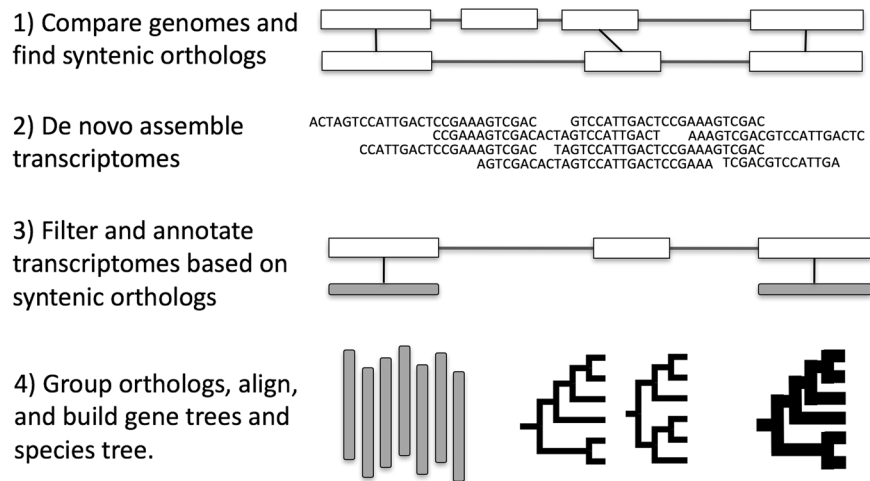 1) Compare genomes and
find syntenic orthologs
2) De novo assemble
transcriptomes
ACTAGTCCATTGACTCCGAAAGTCGAC GTCCATTGACTCCGAAAGTCGAC
CCGAAAGTCGACACTAGTCCATTGACT AAAGTCGACGTCCATTGACTC
CCATTGACTCCGAAAGTCGAC TAGTCCATTGACTCCGAAAGTCGAC
AGTCGACACTAGTCCATTGACTCCGAAA TCGACGTCCATTGA
3) Filter and annotate
transcriptomes based on
syntenic orthologs
4) Group orthologs, align,
and build gene trees and
species tree.